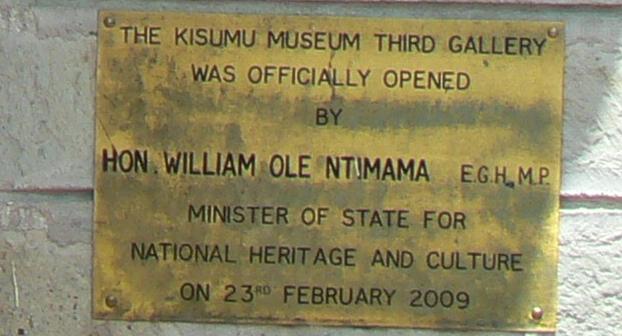 THE KISUMU MUSEUM THIRD GALLERY
WAS OFFICIALLY OPENED
BY
HON. WILLIAM OLE NTIMAMA E.G.H., M.P.
MINISTER OF STATE FOR
NATIONAL HERITAGE AND CULTURE
ON 23RD FEBRUARY 2009